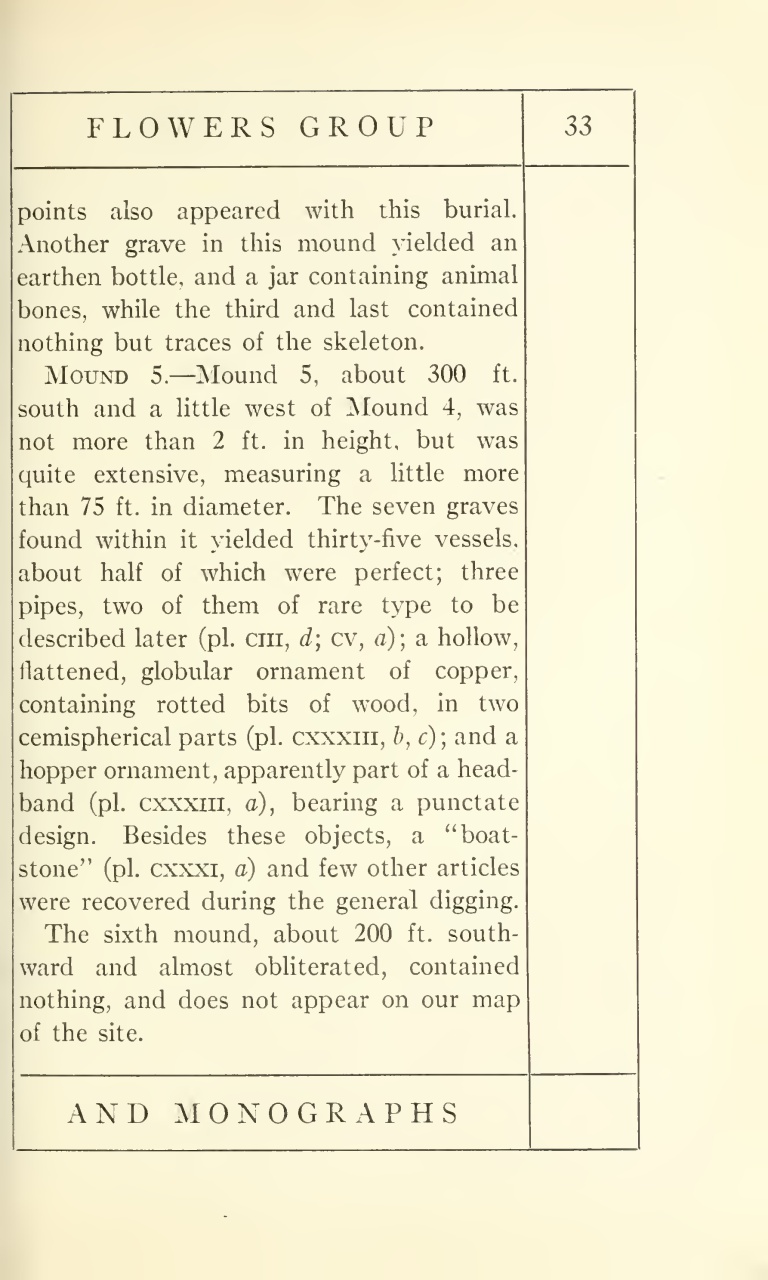 FLOWERS GROUP 33
points also appeared with this burial.
Another grave in this mound yielded an
earthen bottle, and a jar containing animal
bones, while the third and last contained
nothing but traces of the skeleton.
MOUND 5.—Mound 5, about 300 ft.
south and a little west of Mound 4, was
not more than 2 ft. in height, but was
quite extensive, measuring a little more
than 75 ft. in diameter. The seven graves
found within it yielded thirty-five vessels,
about half of which were perfect; three
pipes, two of them of rare type to be
described later (pl. CIII, d; CV, a); a hollow,
flattened, globular ornament of copper,
containing rotted bits of wood, in two
cemispherical parts (pl. CXXXIII, b, c); and a
hopper ornament, apparently part of a head-
band (pl. CXXXIII, a), bearing a punctate
design. Besides these objects, a “boat-
stone” (pl. CXXXI, a) and few other articles
were recovered during the general digging.
The sixth mound, about 200 ft. south-
ward and almost obliterated, contained
nothing, and does not appear on our map
of the site.
AND MONOGRAPHS